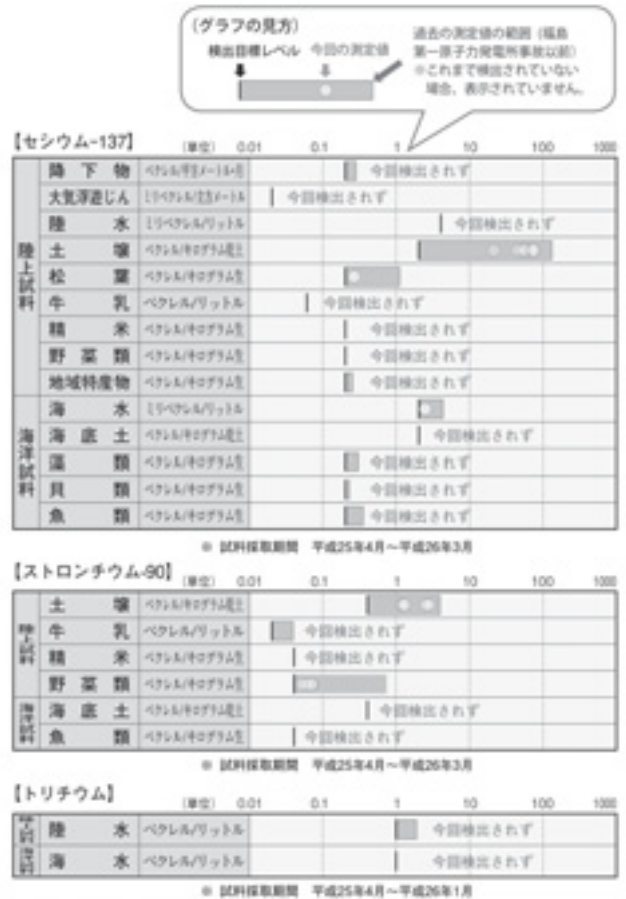 (グラフの見方)
検出目標レベル 今回の測定値
過去の測定値の範囲(福島
第一原子力発電所事故以前)
※これまで検出されていない
場合、表示されていません。
【セシウム-137】 (単位) 0.01 0.1 1 10 100 1000
陸上試料
降下物 ベクレル/平方メートル・月 今回検出されず
大気浮遊じん ミリベクレル/立方メートル 今回検出されず
陸水 ミリベクレル/リットル 今回検出されず
土壌 ベクレル/キログラム乾土
松葉 ベクレル/キログラム生
牛乳 ベクレル/リットル 今回検出されず
精米 ベクレル/キログラム生 今回検出されず
野菜類 ベクレル/キログラム生 今回検出されず
地域特産物 ベクレル/キログラム生 今回検出されず
海洋試料
海水 ミリベクレル/リットル
海底土 ベクレル/キログラム乾土 今回検出されず
藻類 ベクレル/キログラム生 今回検出されず
貝類 ベクレル/キログラム生 今回検出されず
魚類 ベクレル/キログラム生 今回検出されず
※ 試料採取期間 平成25年4月~平成26年3月
【ストロンチウム-90】 (単位) 0.01 0.1 1 10 100 1000
陸上試料
土壌 ベクレル/キログラム乾土
牛乳 ベクレル/リットル 今回検出されず
精米 ベクレル/キログラム生 今回検出されず
野菜類 ベクレル/キログラム生
海洋試料
海底土 ベクレル/キログラム乾土 今回検出されず
魚類 ベクレル/キログラム生 今回検出されず
※ 試料採取期間 平成25年4月~平成26年3月
【トリチウム】 (単位) 0.01 0.1 1 10 100 1000
陸水 ベクレル/リットル 今回検出されず
海水 ベクレル/リットル 今回検出されず
※ 試料採取期間 平成25年4月~平成26年1月